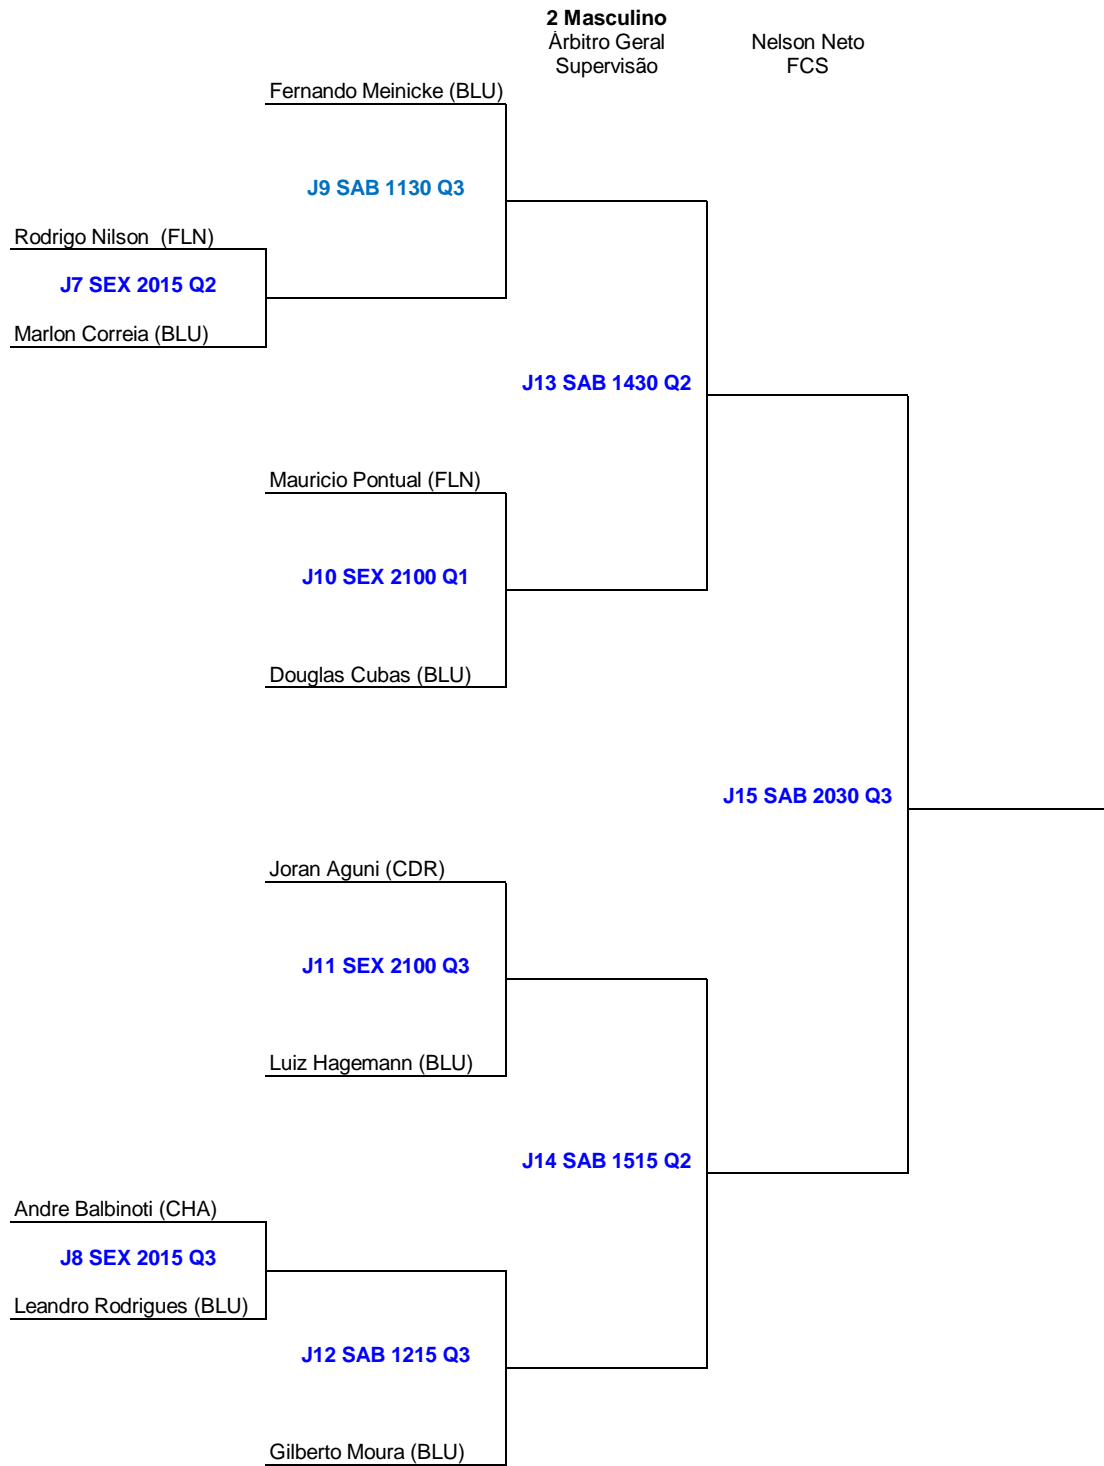 2 Masculino
Árbitro Geral Nelson Neto
Supervisão FCS
Fernando Meinicke (BLU)
J9 SAB 1130 Q3
Rodrigo Nilson  (FLN)
J7 SEX 2015 Q2
Marlon Correia (BLU)
J13 SAB 1430 Q2
Mauricio Pontual (FLN)
J10 SEX 2100 Q1
Douglas Cubas (BLU)
J15 SAB 2030 Q3
Joran Aguni (CDR)
J11 SEX 2100 Q3
Luiz Hagemann (BLU)
J14 SAB 1515 Q2
Andre Balbinoti (CHA)
J8 SEX 2015 Q3
Leandro Rodrigues (BLU)
J12 SAB 1215 Q3
Gilberto Moura (BLU)